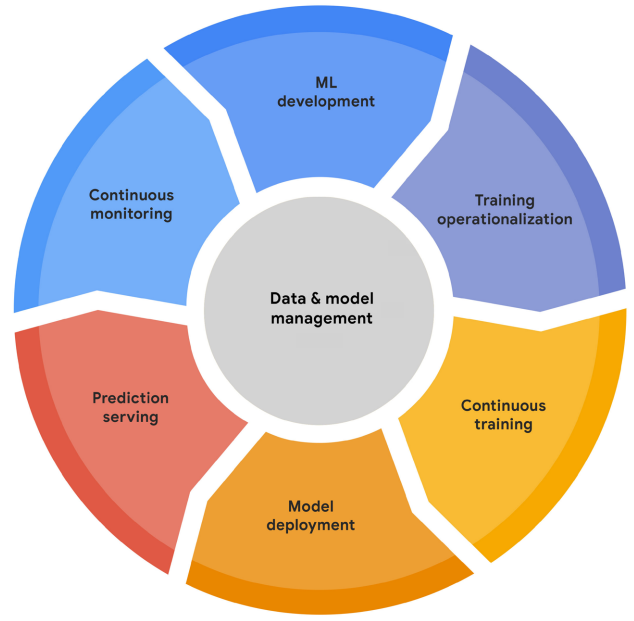 ML
development
Training
operationalization
Continuous
training
Model
deployment
Prediction
serving
Continuous
monitoring
Data & model
management